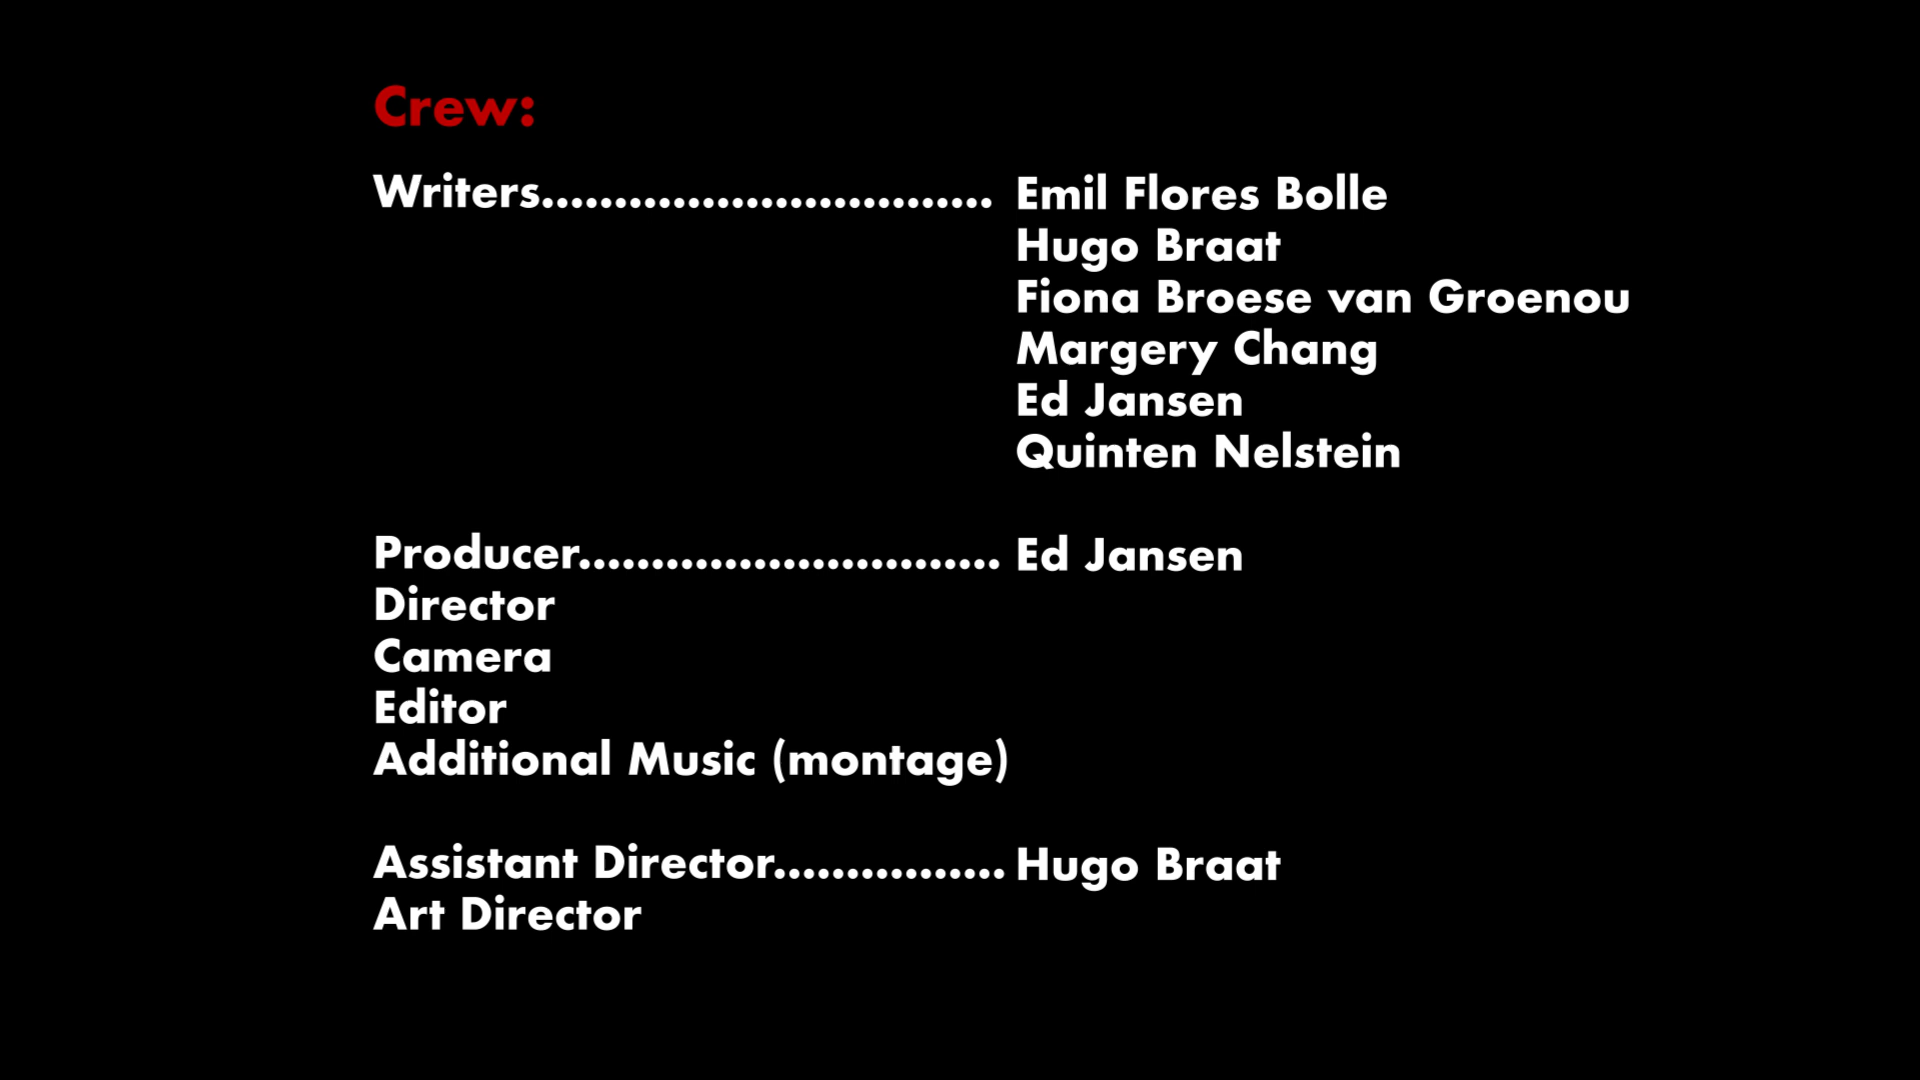 Crew:
Writers............................... Emil Flores Bolle
Hugo Braat
Fiona Broese van Groenou
Margery Chang
Ed Jansen
Quinten Nelstein
Producer............................. Ed Jansen
Director
Camera
Editor
Additional Music (montage)
Assistant Director................ Hugo Braat
Art Director